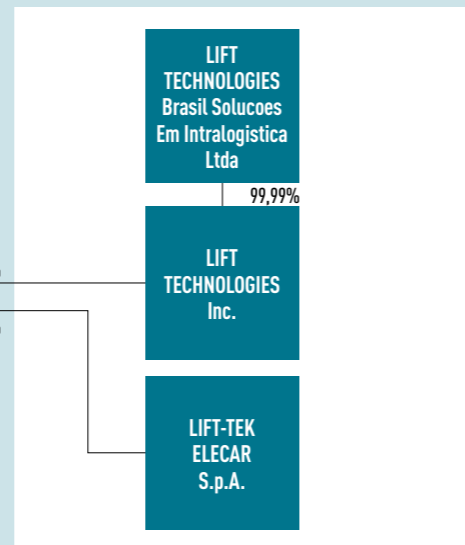 LIFT
TECHNOLOGIES
Brasil Solucoes
Em Intralogistica
Ltda
99,99%
LIFT
TECHNOLOGIES
Inc.
LIFT-TEK
ELECAR
S.p.A.